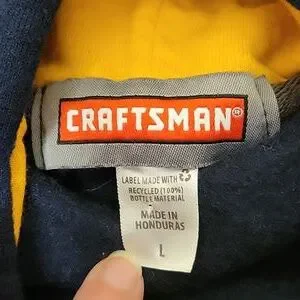 CRAFTSMAN®
LABEL MADE WITH ♻
RECYCLED (100%)
BOTTLE MATERIAL
MADE IN
HONDURAS
L